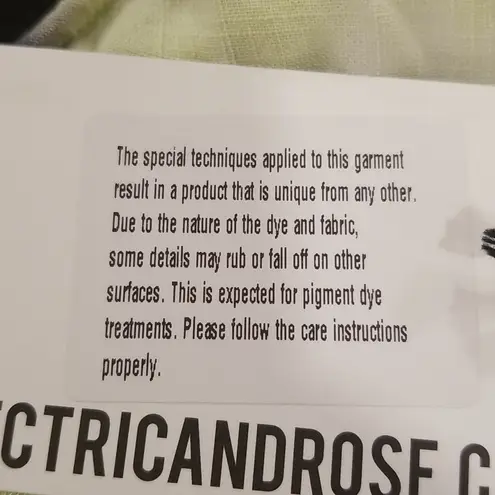 The special techniques applied to this garment
result in a product that is unique from any other.
Due to the nature of the dye and fabric,
some details may rub or fall off on other
surfaces. This is expected for pigment dye
treatments. Please follow the care instructions
properly.
ECTRICANDROSE C